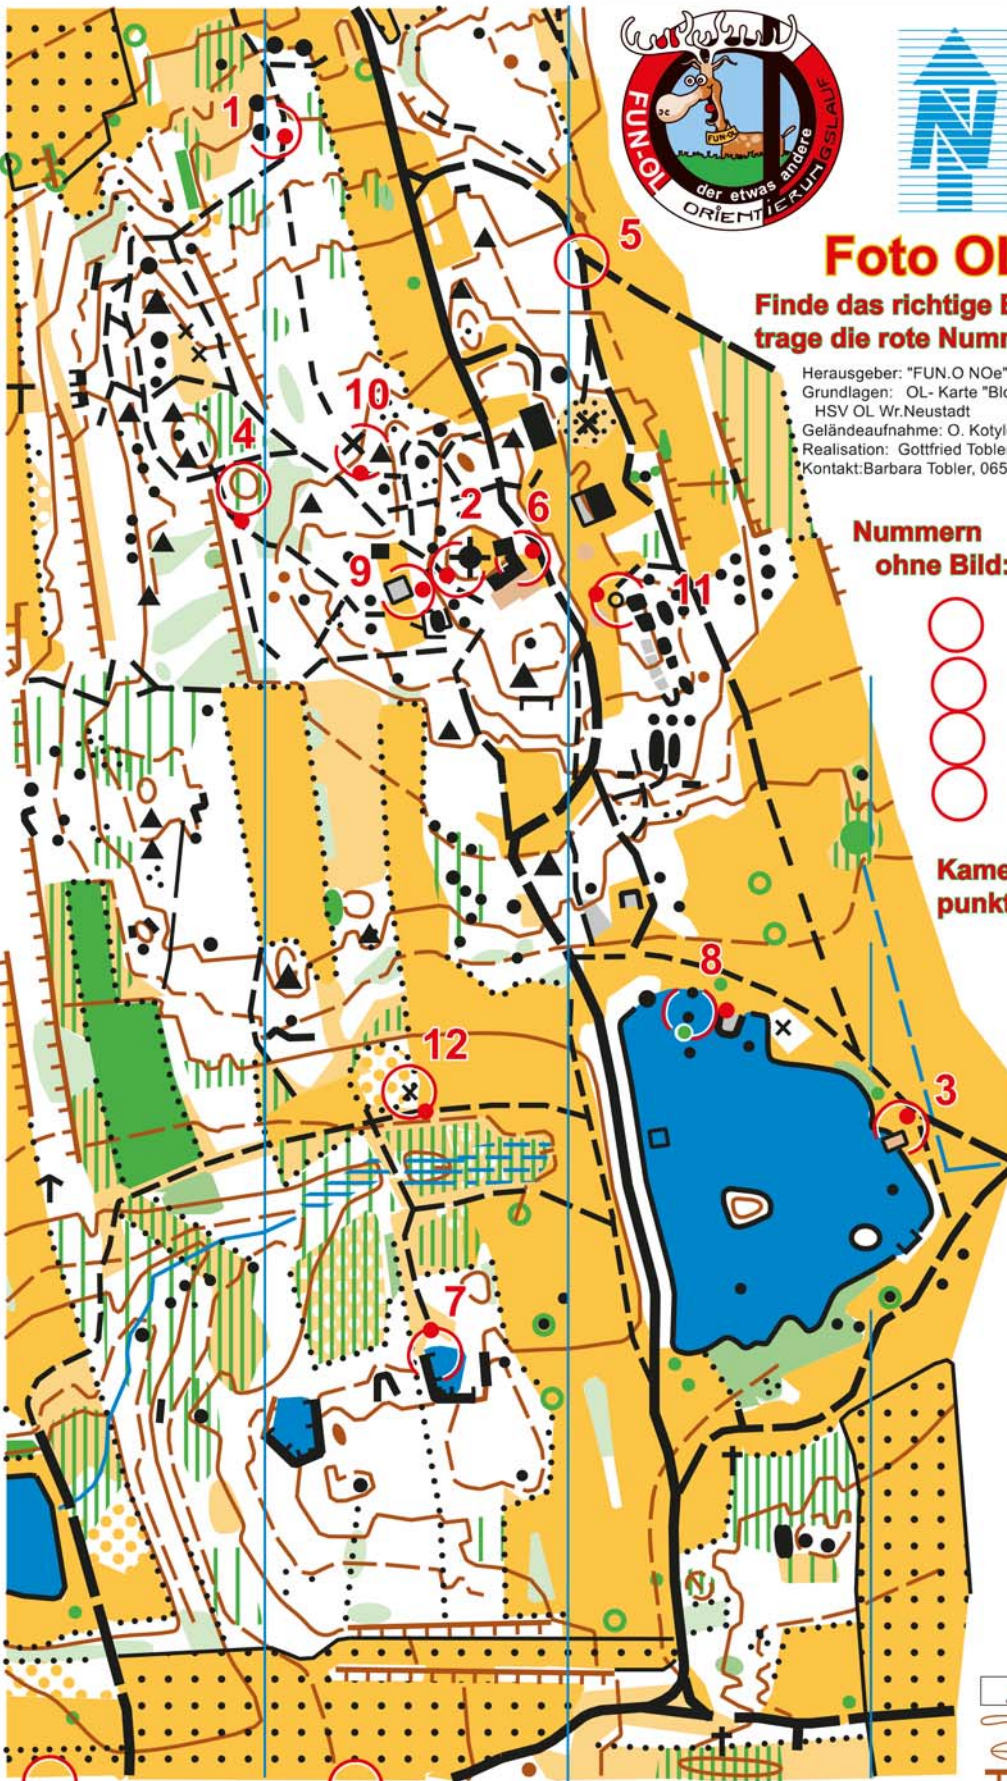 FUN-OL
FUN-OL
der etwas andere
ORiENTiERUNGSLAUF
N
Foto Ol
Finde das richtige B
trage die rote Numm
Herausgeber: "FUN.O NOe"
Grundlagen: OL- Karte "Blo
HSV OL Wr.Neustadt
Geländeaufnahme: O. Kotyl
Realisation: Gottfried Tobler
Kontakt:Barbara Tobler, 065
Nummern
ohne Bild:
Kame
punkt
1
5
10
4
2
6
9
11
8
12
3
7